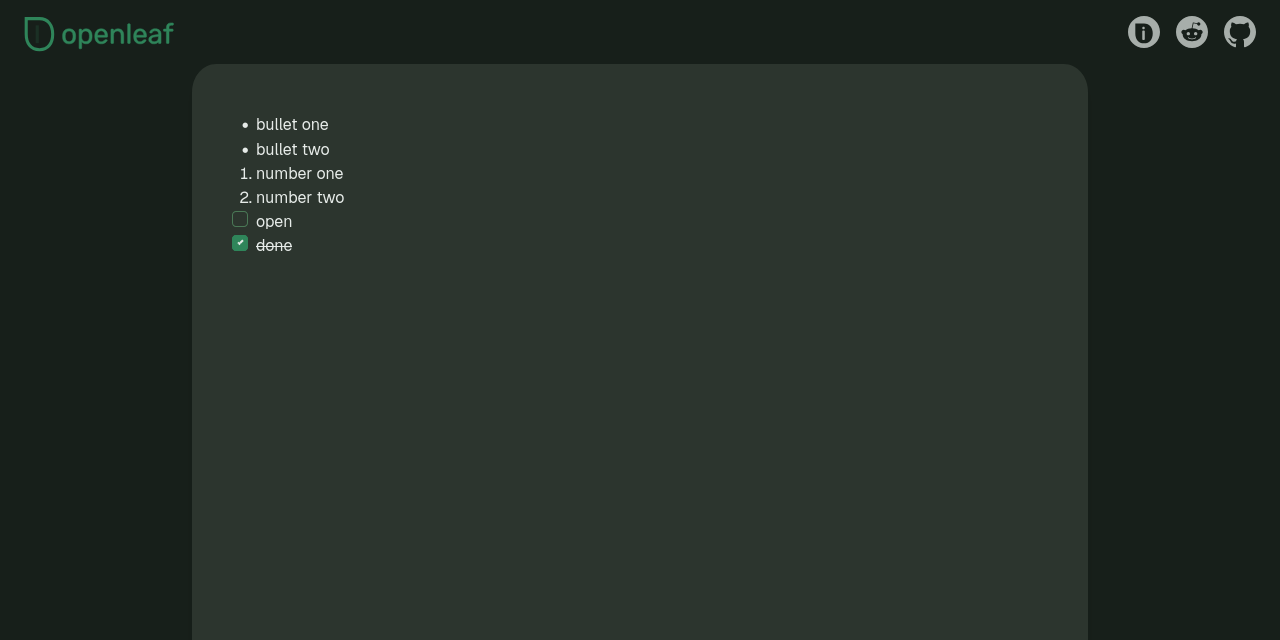 openleaf
• bullet one
• bullet two
1. number one
2. number two
open
done